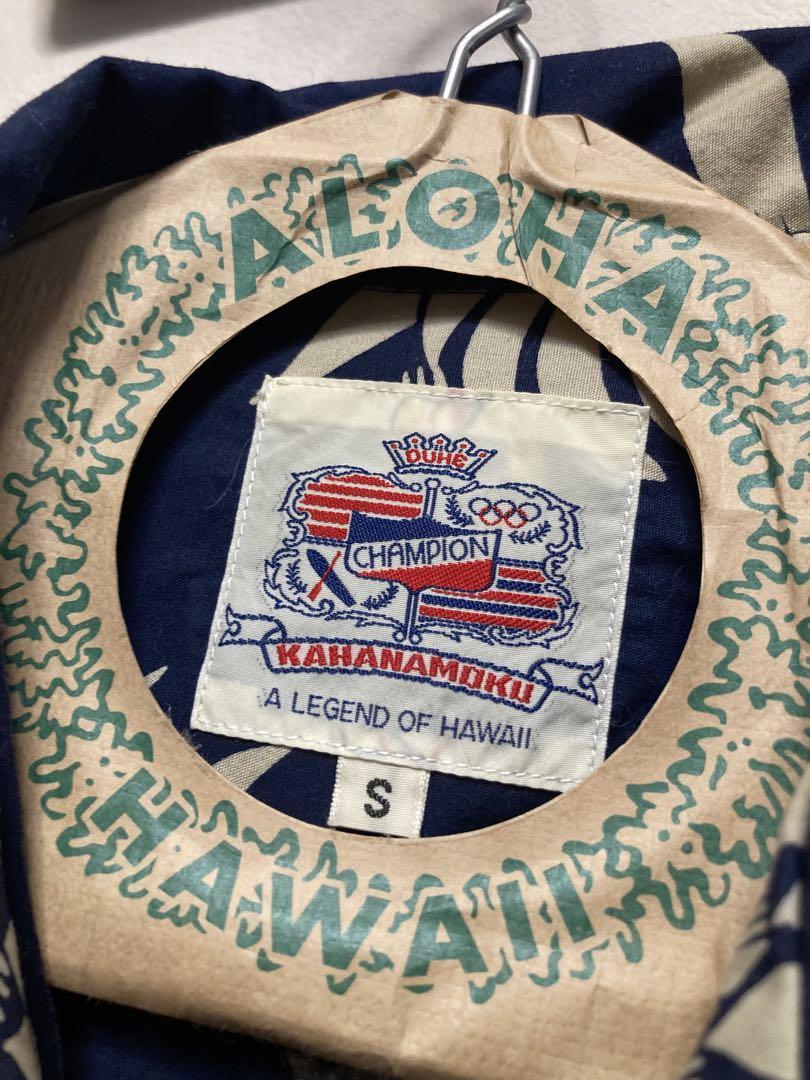 ALOHA
DUKE
CHAMPION
KAHANAMOKU
A LEGEND OF HAWAII
S
HAWAII